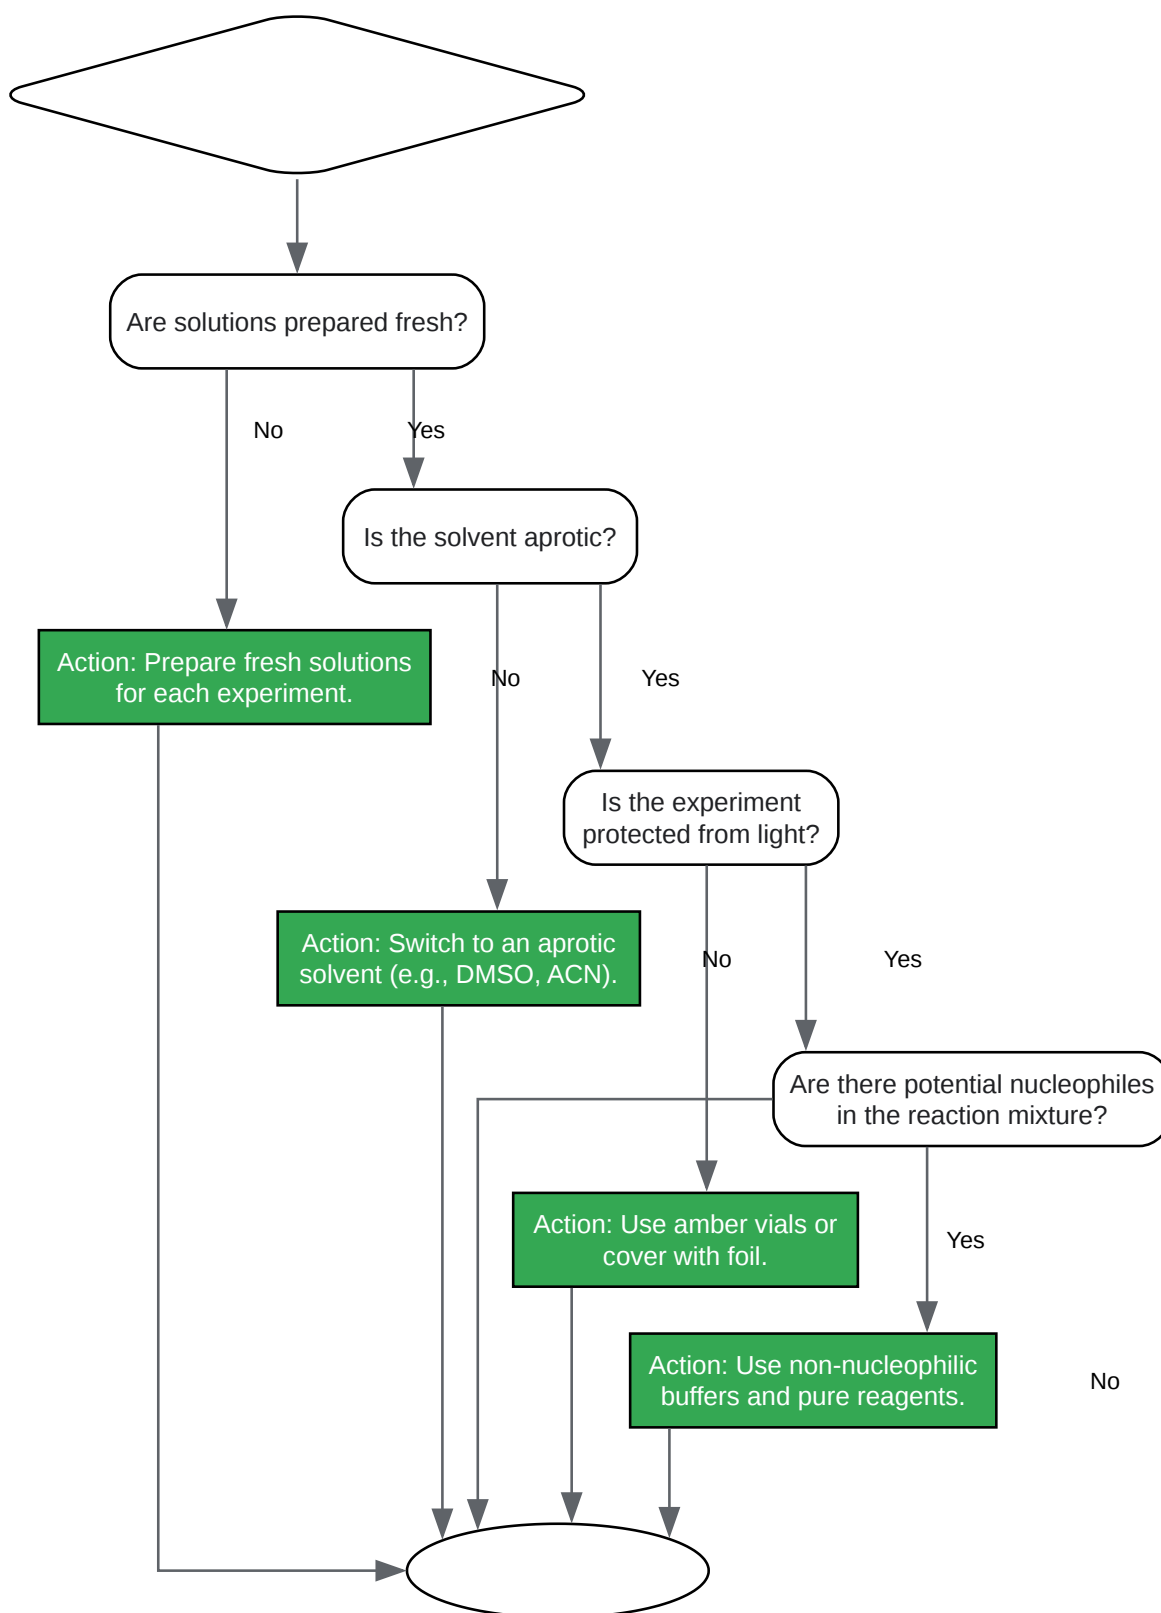 Are solutions prepared fresh?
No
Yes
Is the solvent aprotic?
Action: Prepare fresh solutions
for each experiment.
No
Yes
Is the experiment
protected from light?
Action: Switch to an aprotic
solvent (e.g., DMSO, ACN).
No
Yes
Are there potential nucleophiles
in the reaction mixture?
Action: Use amber vials or
cover with foil.
Yes
Action: Use non-nucleophilic
buffers and pure reagents.
No